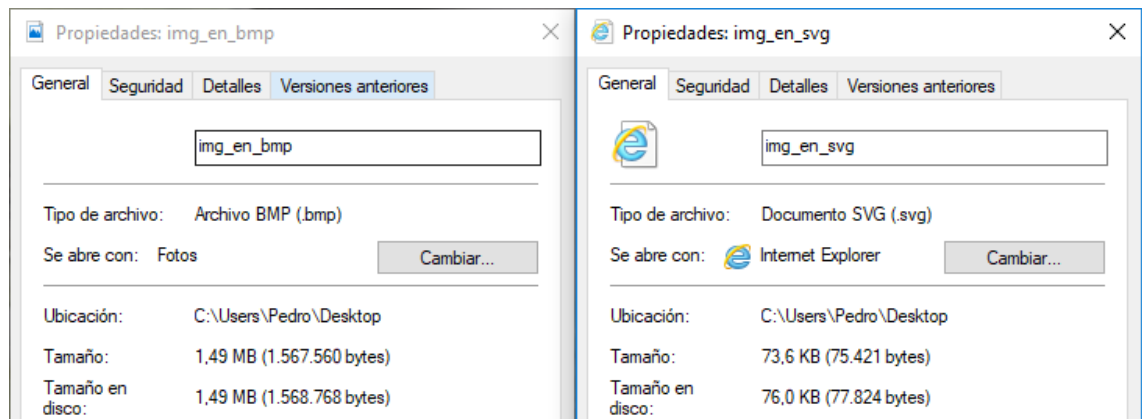 Propiedades: img_en_bmp
General Seguridad Detalles Versiones anteriores
img_en_bmp
Tipo de archivo: Archivo BMP (.bmp)
Se abre con: Fotos Cambiar...
Ubicación: C:\Users\Pedro\Desktop
Tamaño: 1,49 MB (1.567.560 bytes)
Tamaño en
disco: 1,49 MB (1.568.768 bytes)
Propiedades: img_en_svg
General Seguridad Detalles Versiones anteriores
img_en_svg
Tipo de archivo: Documento SVG (.svg)
Se abre con: Internet Explorer Cambiar...
Ubicación: C:\Users\Pedro\Desktop
Tamaño: 73,6 KB (75.421 bytes)
Tamaño en
disco: 76,0 KB (77.824 bytes)